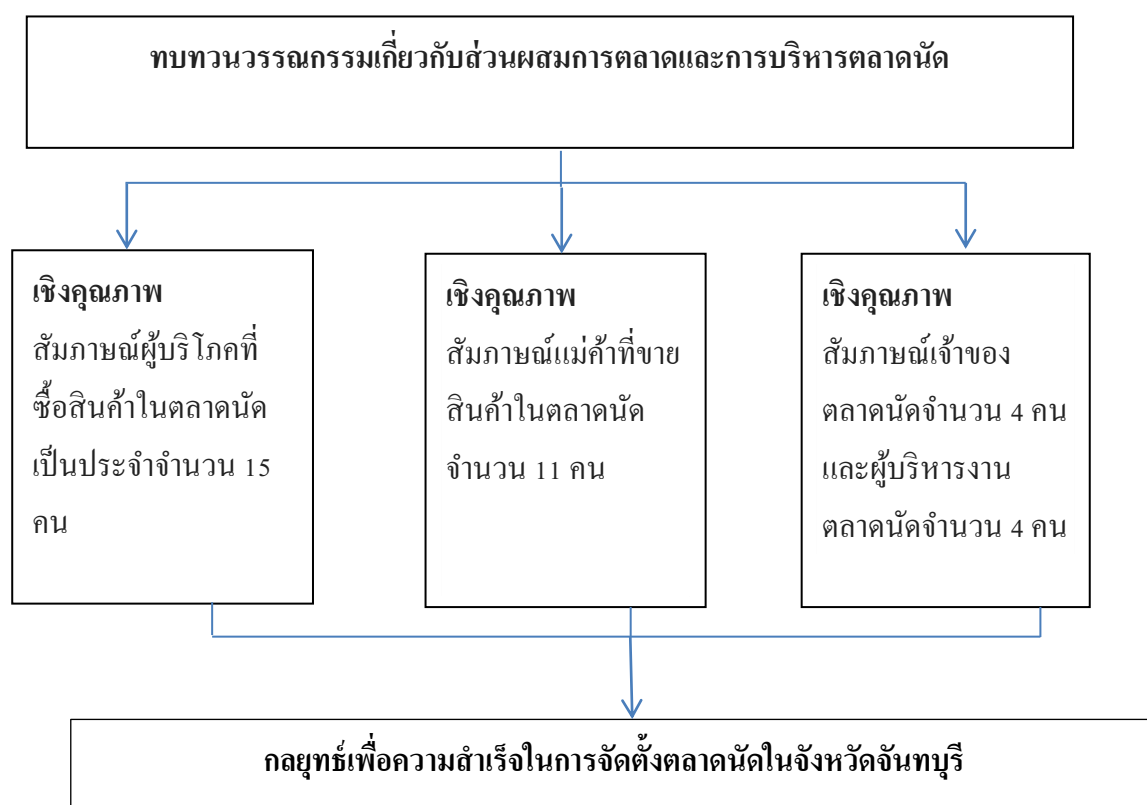 ทบทวนวรรณกรรมเกี่ยวกับส่วนผสมการตลาดและการบริหารตลาดนัด
เชิงคุณภาพ
สัมภาษณ์ผู้บริโภคที่
ซื้อสินค้าในตลาดนัด
เป็นประจำจำนวน 15
คน
เชิงคุณภาพ
สัมภาษณ์แม่ค้าที่ขาย
สินค้าในตลาดนัด
จำนวน 11 คน
เชิงคุณภาพ
สัมภาษณ์เจ้าของ
ตลาดนัดจำนวน 4 คน
และผู้บริหารงาน
ตลาดนัดจำนวน 4 คน
กลยุทธ์เพื่อความสำเร็จในการจัดตั้งตลาดนัดในจังหวัดจันทบุรี